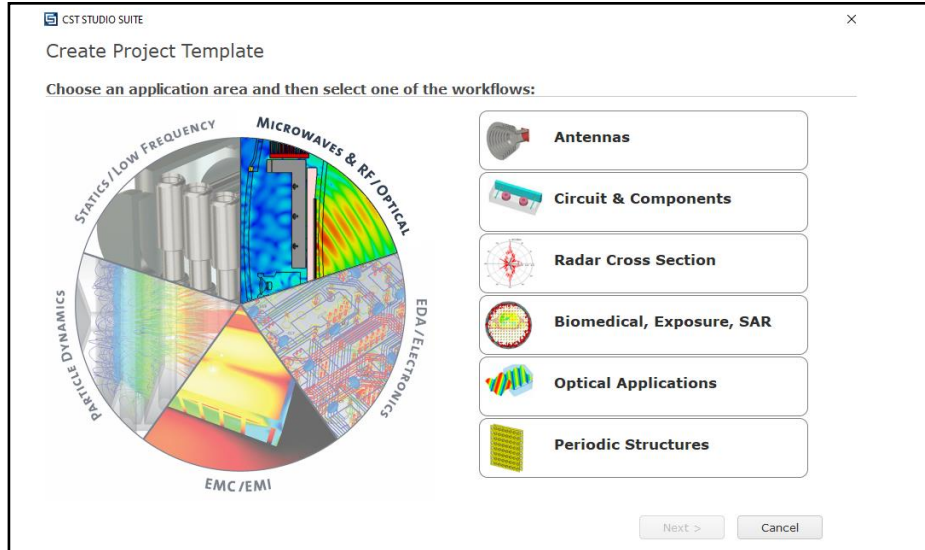 CST STUDIO SUITE
Create Project Template
Choose an application area and then select one of the workflows:
STATICS/LOW FREQUENCY
MICROWAVES & RF/OPTICAL
EDA/ELECTRONICS
EMC/EMI
PARTICLE DYNAMICS
Antennas
Circuit & Components
Radar Cross Section
Biomedical, Exposure, SAR
Optical Applications
Periodic Structures
Next >
Cancel